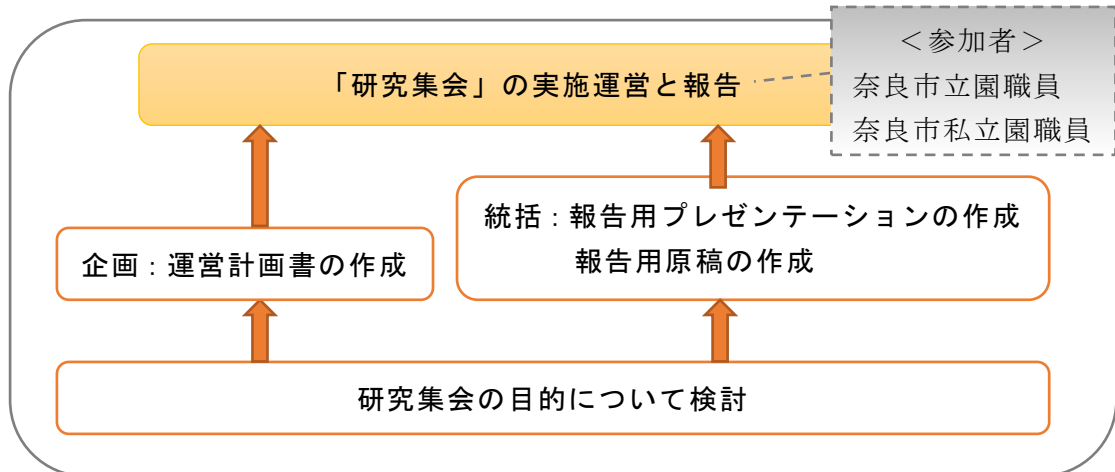 ＜参加者＞
「研究集会」の実施運営と報告
奈良市立園職員
奈良市私立園職員
統括：報告用プレゼンテーションの作成
報告用原稿の作成
企画：運営計画書の作成
研究集会の目的について検討